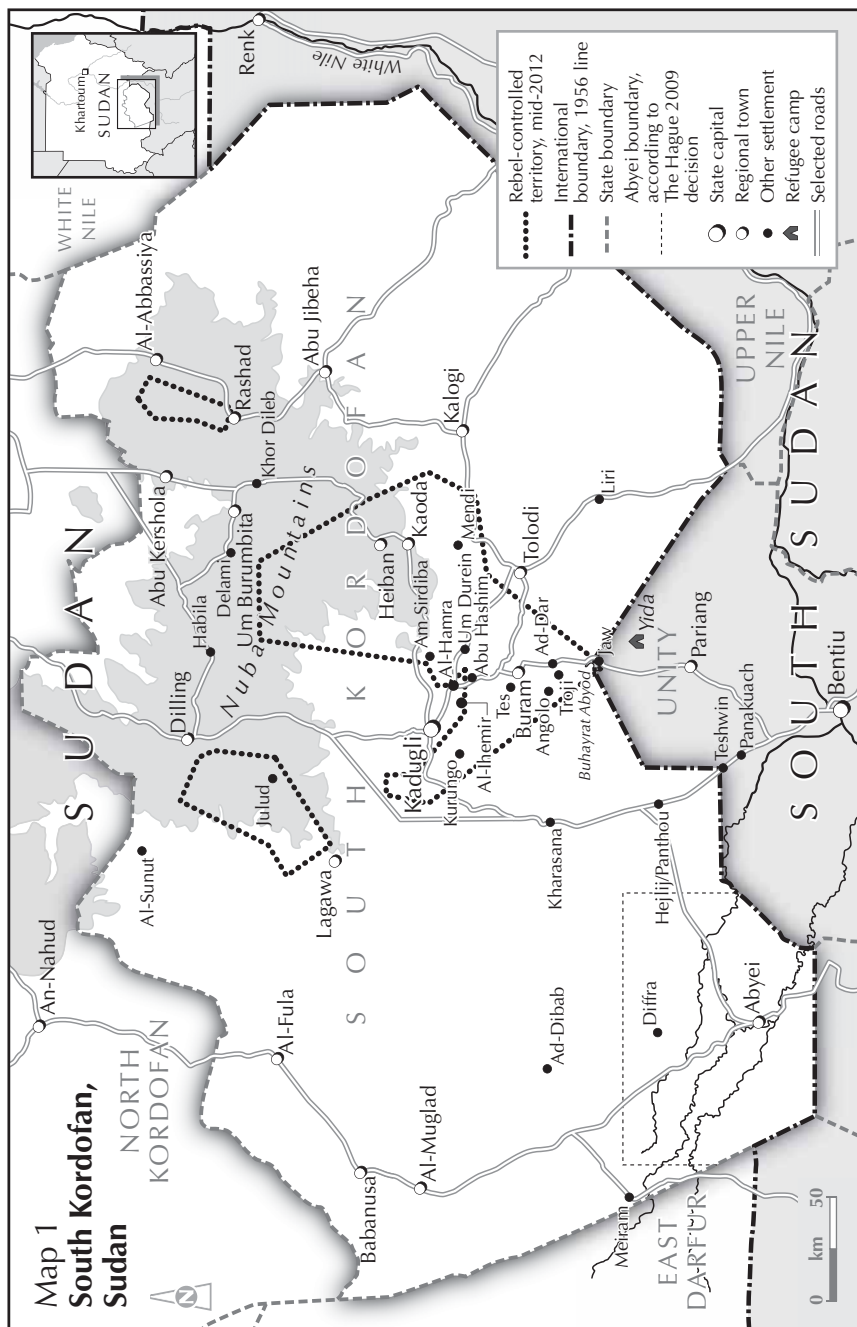 Map 1
South Kordofan,
Sudan
N
NORTH
KORDOFAN
An-Nahud
SUDAN
WHITE
NILE
Khartoum
SUDAN
Renk
White Nile
Al-Sunut
Dilling
Habila
Delami
Um Burumbita
Abu Kershola
Khor Dileb
Al-Abbassiya
Rashad
Al-Fula
Julud
Nuba Mountains
Lagawa
Abu Jibeha
SOUTH KORDOFAN
Babanusa
Al-Muglad
Kadugli
Kurungo
Al-Ihemir
Am-Sirdiba
Al-Hamra
Um Durein
Abu Hashim
Heiban
Kaoda
Mendi
Kalogi
Tolodi
Liri
Ad-Dibab
Kharasana
Tes
Buram
Angolo
Troji
Ad-Dar
Buhayrat Abyōd
Jaw
Meiram
Diffra
Hejlij/Panthou
Yida
UNITY
Pariang
EAST
DARFUR
Abyei
Teshwin
Panakuach
UPPER
NILE
Bentiu
SOUTH SUDAN
0 km 50
Rebel-controlled
territory, mid-2012
International
boundary, 1956 line
State boundary
Abyei boundary,
according to
The Hague 2009
decision
State capital
Regional town
Other settlement
Refugee camp
Selected roads